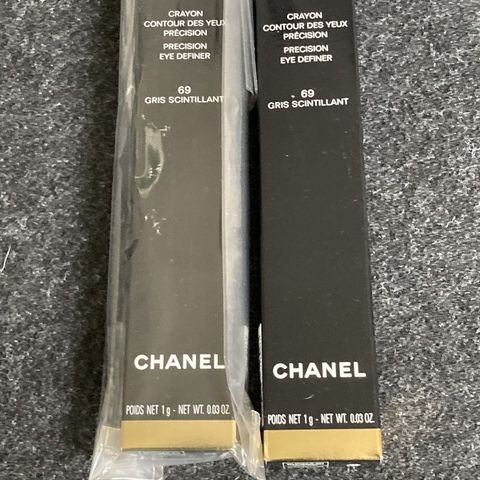 CRAYON
CONTOUR DES YEUX
PRÉCISION
PRECISION
EYE DEFINER
69
GRIS SCINTILLANT
CHANEL
POIDS NET 1 g - NET WT. 0.03 OZ.
CRAYON
CONTOUR DES YEUX
PRÉCISION
PRECISION
EYE DEFINER
69
GRIS SCINTILLANT
CHANEL
POIDS NET 1 g - NET WT. 0.03 OZ.